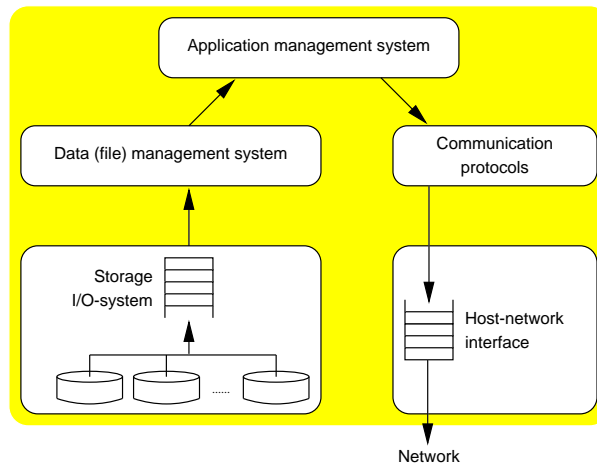 Application management system
Data (file) management system
Communication
protocols
Storage
I/O-system
Host-network
interface
......
Network